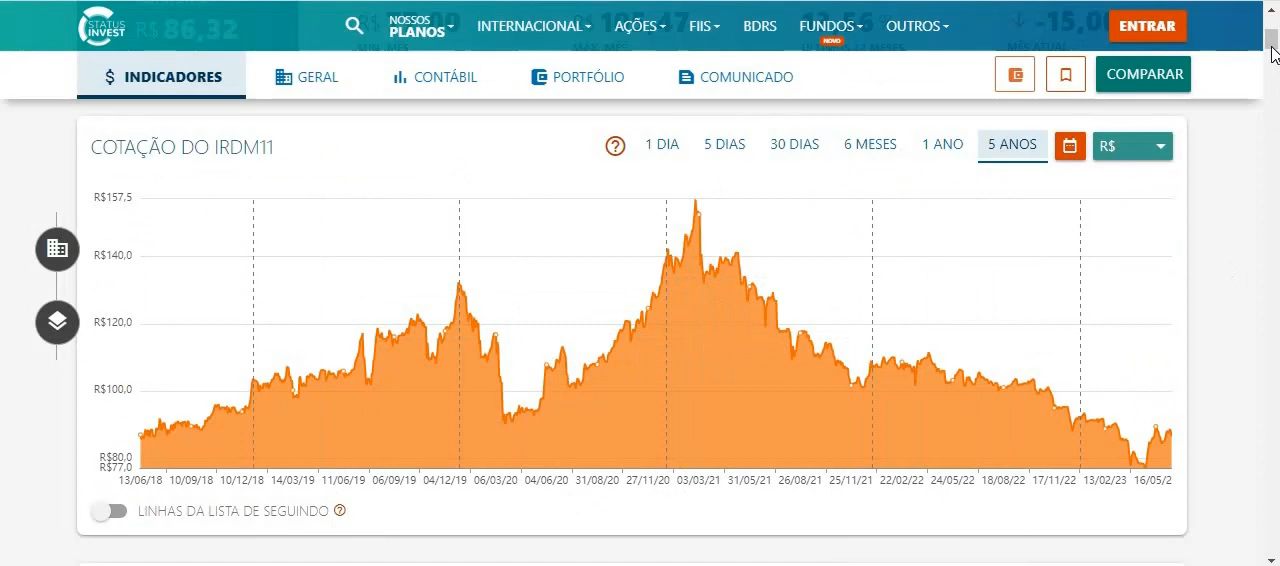 STATUS
INVEST
R$ 86,32
NOSSOS
PLANOS
INTERNACIONAL
AÇÕES
FIIS
BDRS
FUNDOS
NOVO
OUTROS
ENTRAR
$ INDICADORES
GERAL
CONTÁBIL
PORTFÓLIO
COMUNICADO
COMPARAR
COTAÇÃO DO IRDM11
?
1 DIA
5 DIAS
30 DIAS
6 MESES
1 ANO
5 ANOS
R$
R$157,5
R$140,0
R$120,0
R$100,0
R$80,0
R$77,0
13/06/18 10/09/18 10/12/18 14/03/19 11/06/19 06/09/19 04/12/19 06/03/20 04/06/20 31/08/20 27/11/20 03/03/21 31/05/21 26/08/21 25/11/21 22/02/22 24/05/22 18/08/22 17/11/22 13/02/23 16/05/2
LINHAS DA LISTA DE SEGUINDO ?